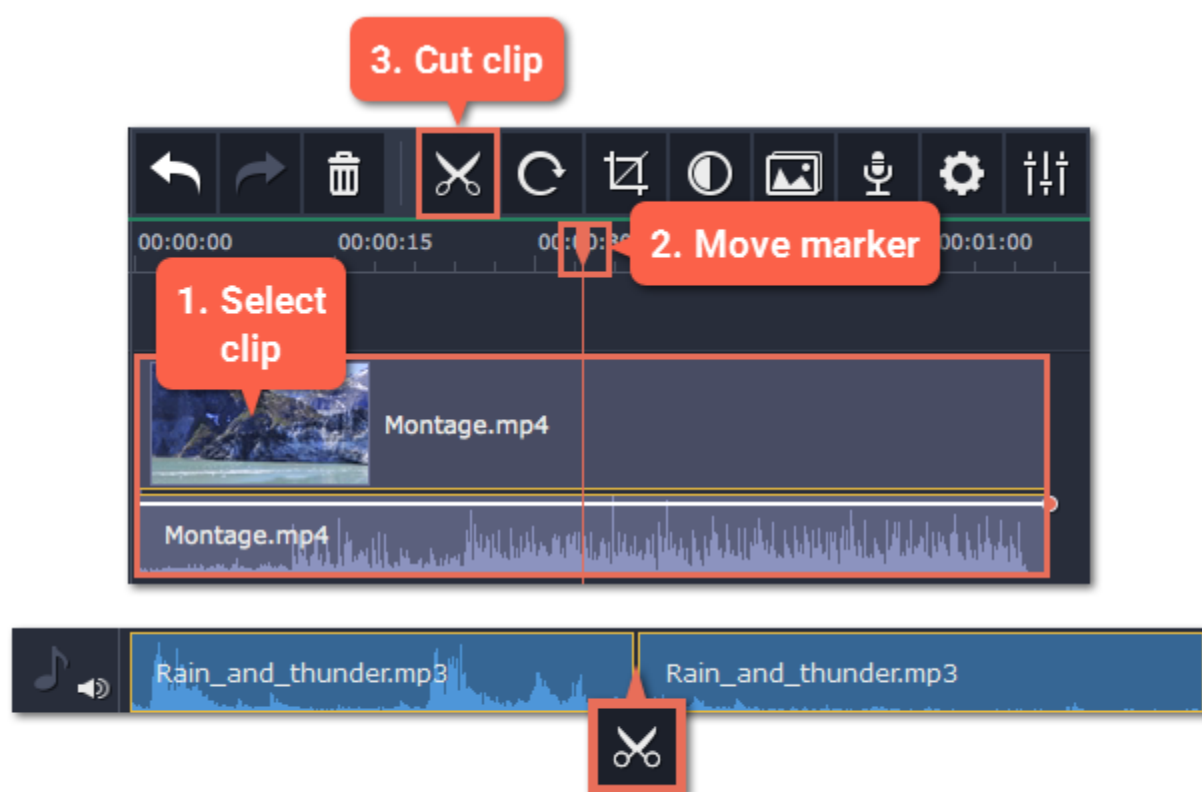 3. Cut clip
00:00:00
00:00:15
2. Move marker
00:01:00
1. Select
clip
Montage.mp4
Montage.mp4
Rain_and_thunder.mp3
Rain_and_thunder.mp3